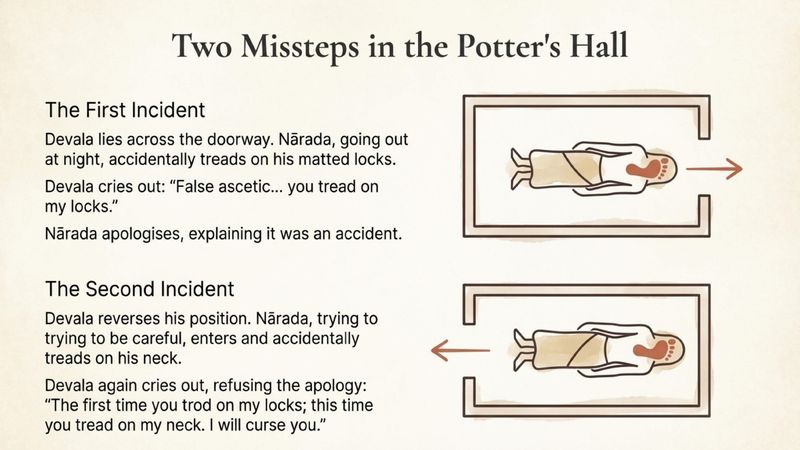 Two Missteps in the Potter's Hall
The First Incident
Devala lies across the doorway. Nārada, going out
at night, accidentally treads on his matted locks.
Devala cries out: “False ascetic... you tread on
my locks.”
Nārada apologises, explaining it was an accident.
The Second Incident
Devala reverses his position. Nārada, trying to
trying to be careful, enters and accidentally
treads on his neck.
Devala again cries out, refusing the apology:
“The first time you trod on my locks; this time
you tread on my neck. I will curse you.”